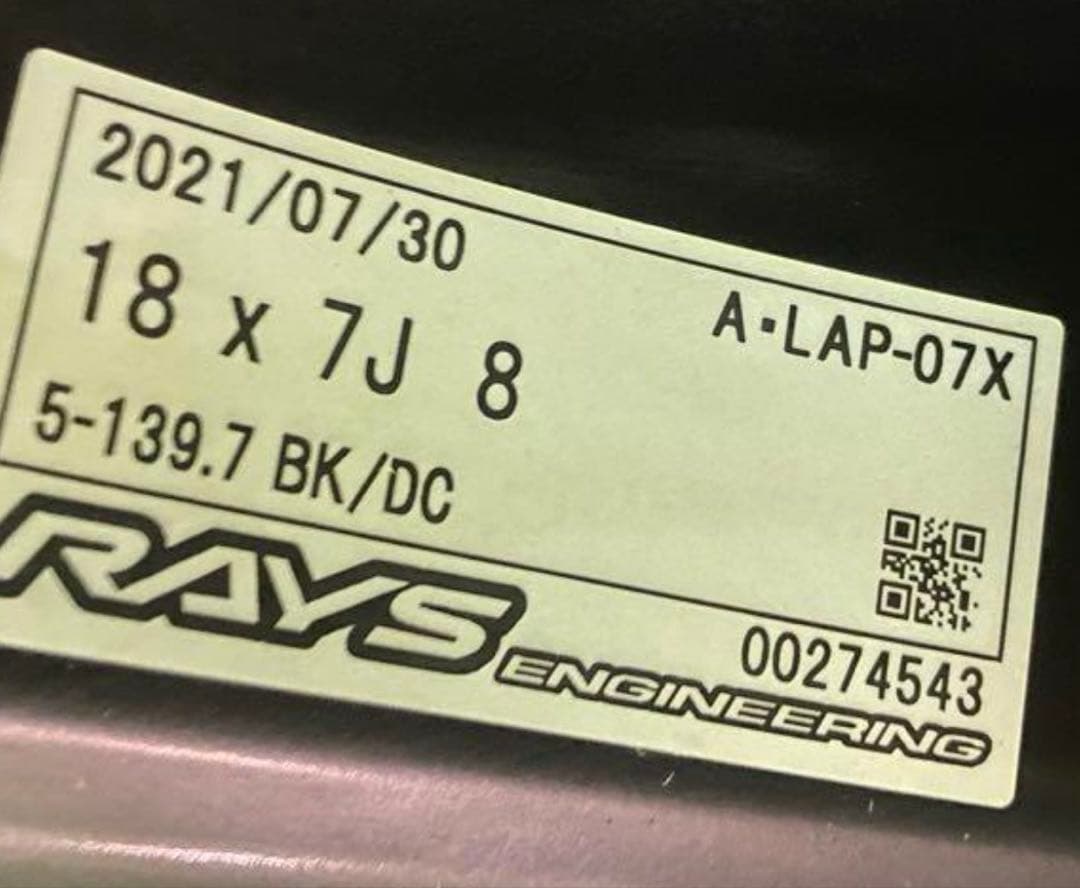 2021/07/30
18 x 7J 8
A·LAP-07X
5-139.7 BK/DC
00274543
RAYS
ENGINEERING